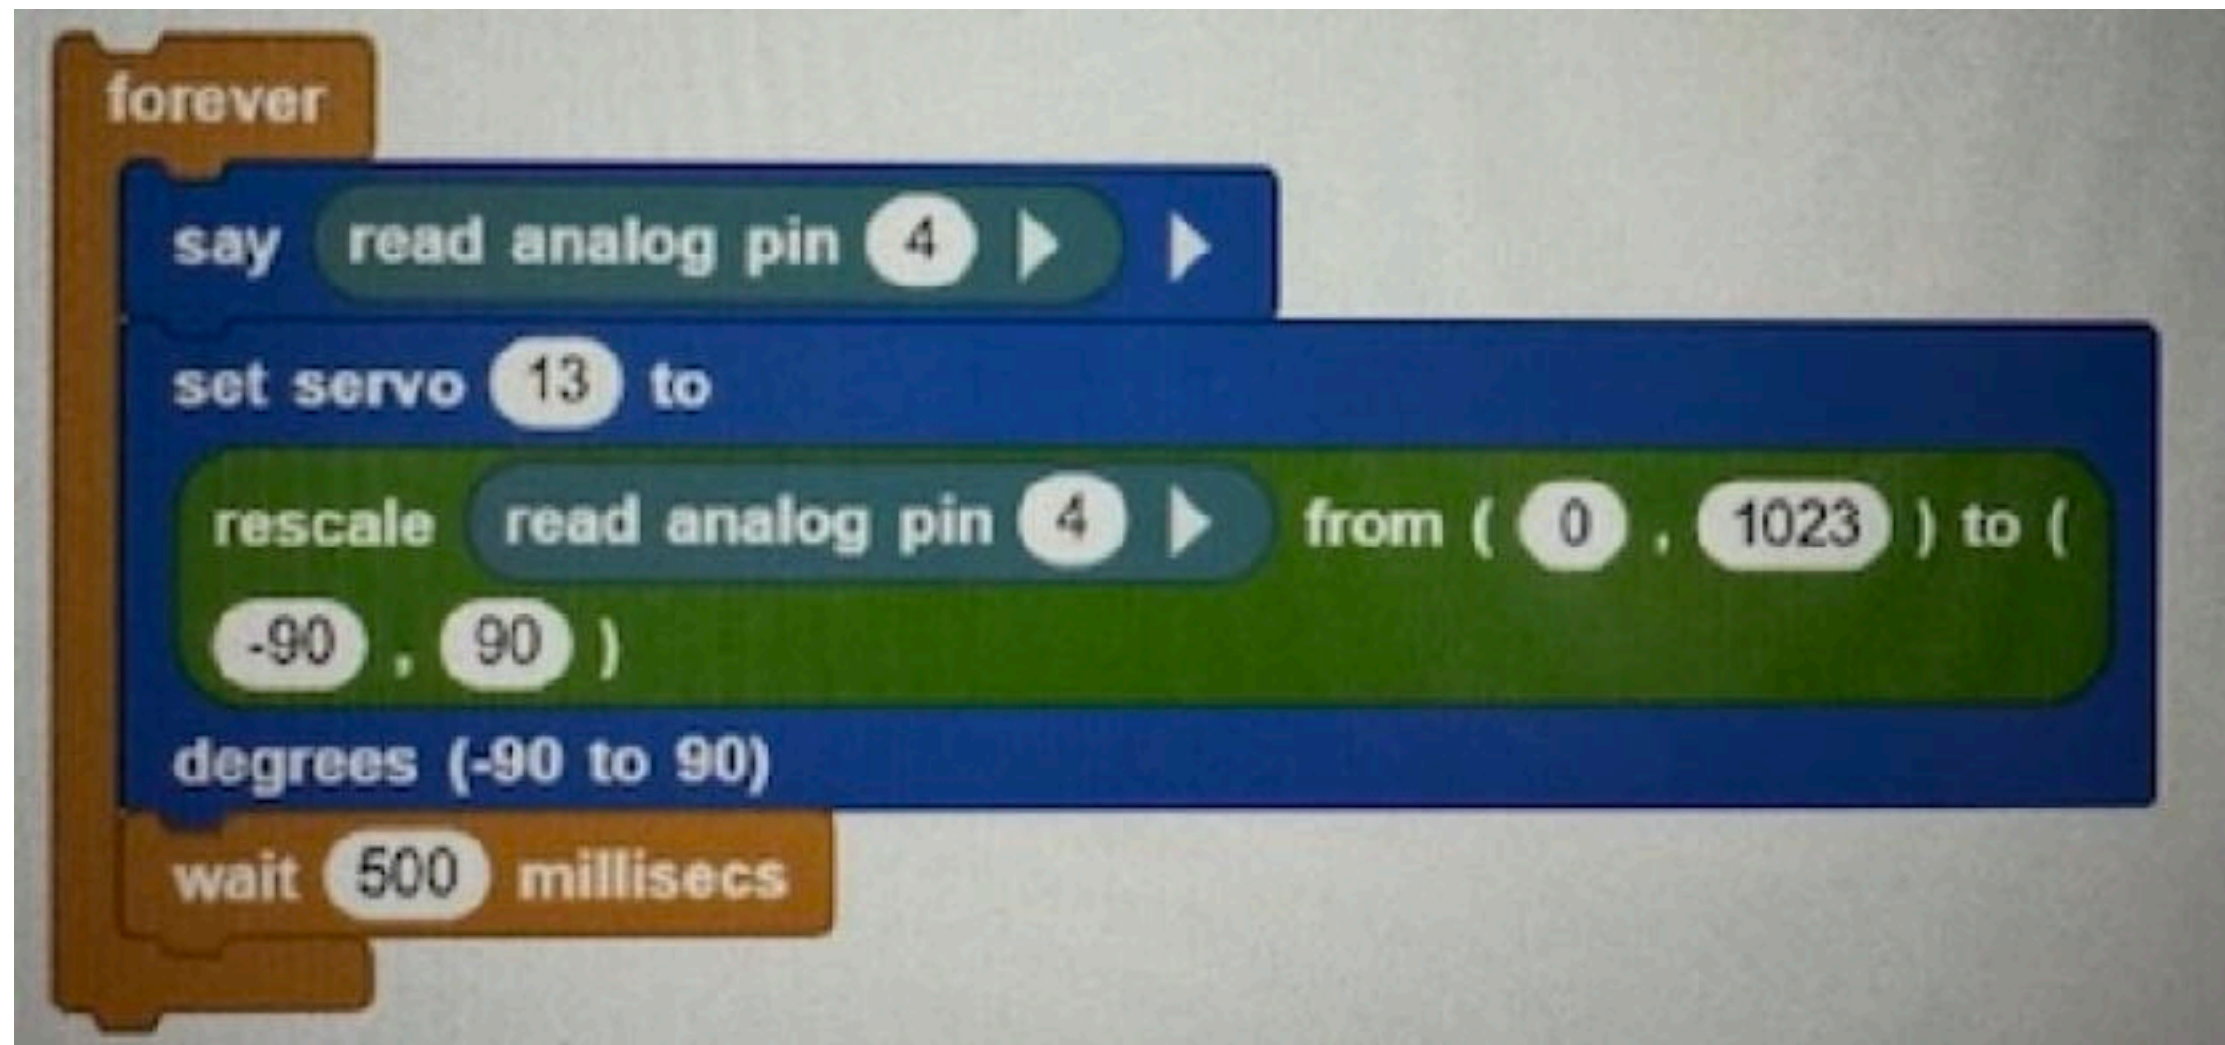 forever
say read analog pin 4
set servo 13 to
rescale read analog pin 4 from ( 0 , 1023 ) to (
-90 , 90 )
degrees (-90 to 90)
wait 500 millisecs